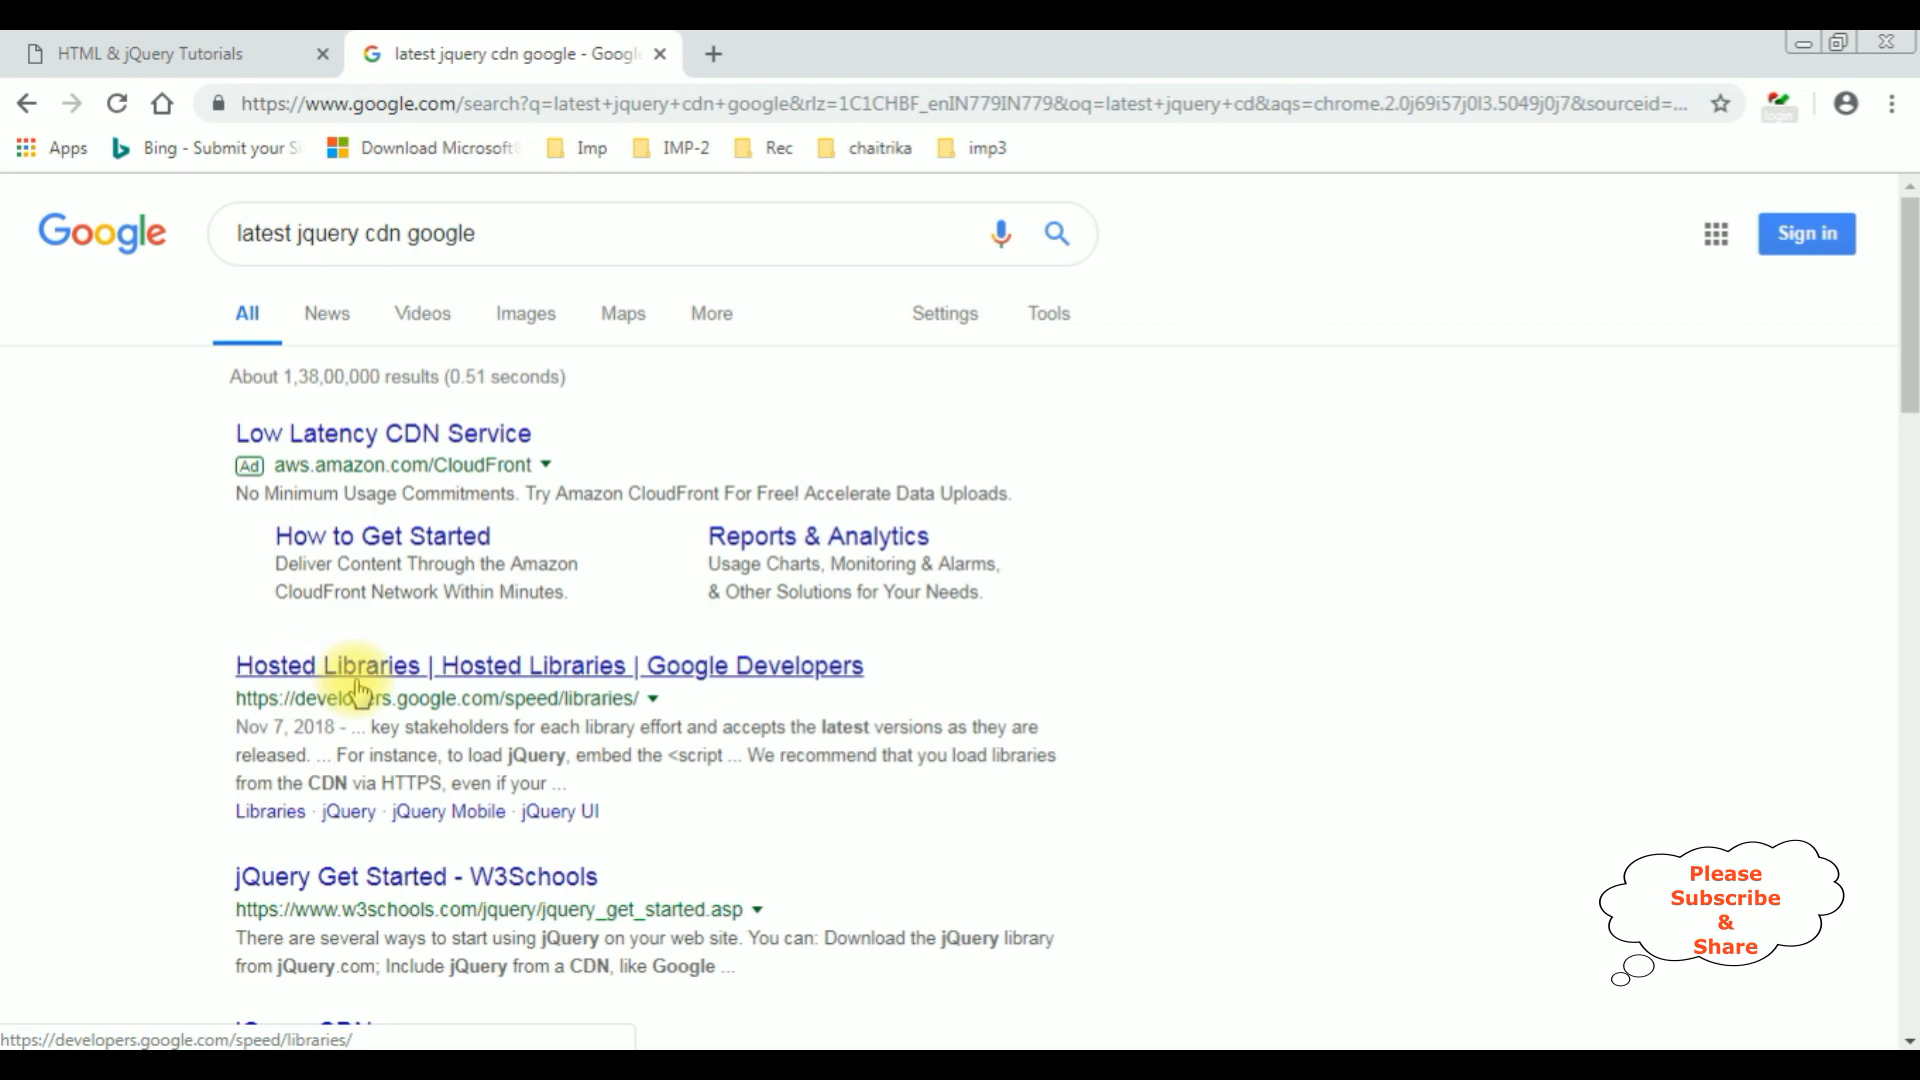 HTML & jQuery Tutorials
latest jquery cdn google - Googl
https://www.google.com/search?q=latest+jquery+cdn+google&rlz=1C1CHBF_enIN779IN779&oq=latest+jquery+cd&aqs=chrome.2.0j69i57j0l3.5049j0j7&sourceid=...
login
Apps Bing - Submit your Si Download Microsoft Imp IMP-2 Rec chaitrika imp3
Google
latest jquery cdn google
Sign in
All News Videos Images Maps More Settings Tools
About 1,38,00,000 results (0.51 seconds)
Low Latency CDN Service
Ad aws.amazon.com/CloudFront
No Minimum Usage Commitments. Try Amazon CloudFront For Free! Accelerate Data Uploads.
How to Get Started
Deliver Content Through the Amazon
CloudFront Network Within Minutes.
Reports & Analytics
Usage Charts, Monitoring & Alarms,
& Other Solutions for Your Needs.
Hosted Libraries | Hosted Libraries | Google Developers
https://developers.google.com/speed/libraries/
Nov 7, 2018 - ... key stakeholders for each library effort and accepts the latest versions as they are
released. ... For instance, to load jQuery, embed the <script ... We recommend that you load libraries
from the CDN via HTTPS, even if your ...
Libraries · jQuery · jQuery Mobile · jQuery UI
jQuery Get Started - W3Schools
https://www.w3schools.com/jquery/jquery_get_started.asp
There are several ways to start using jQuery on your web site. You can: Download the jQuery library
from jQuery.com; Include jQuery from a CDN, like Google ...
Please
Subscribe
&
Share
https://developers.google.com/speed/libraries/